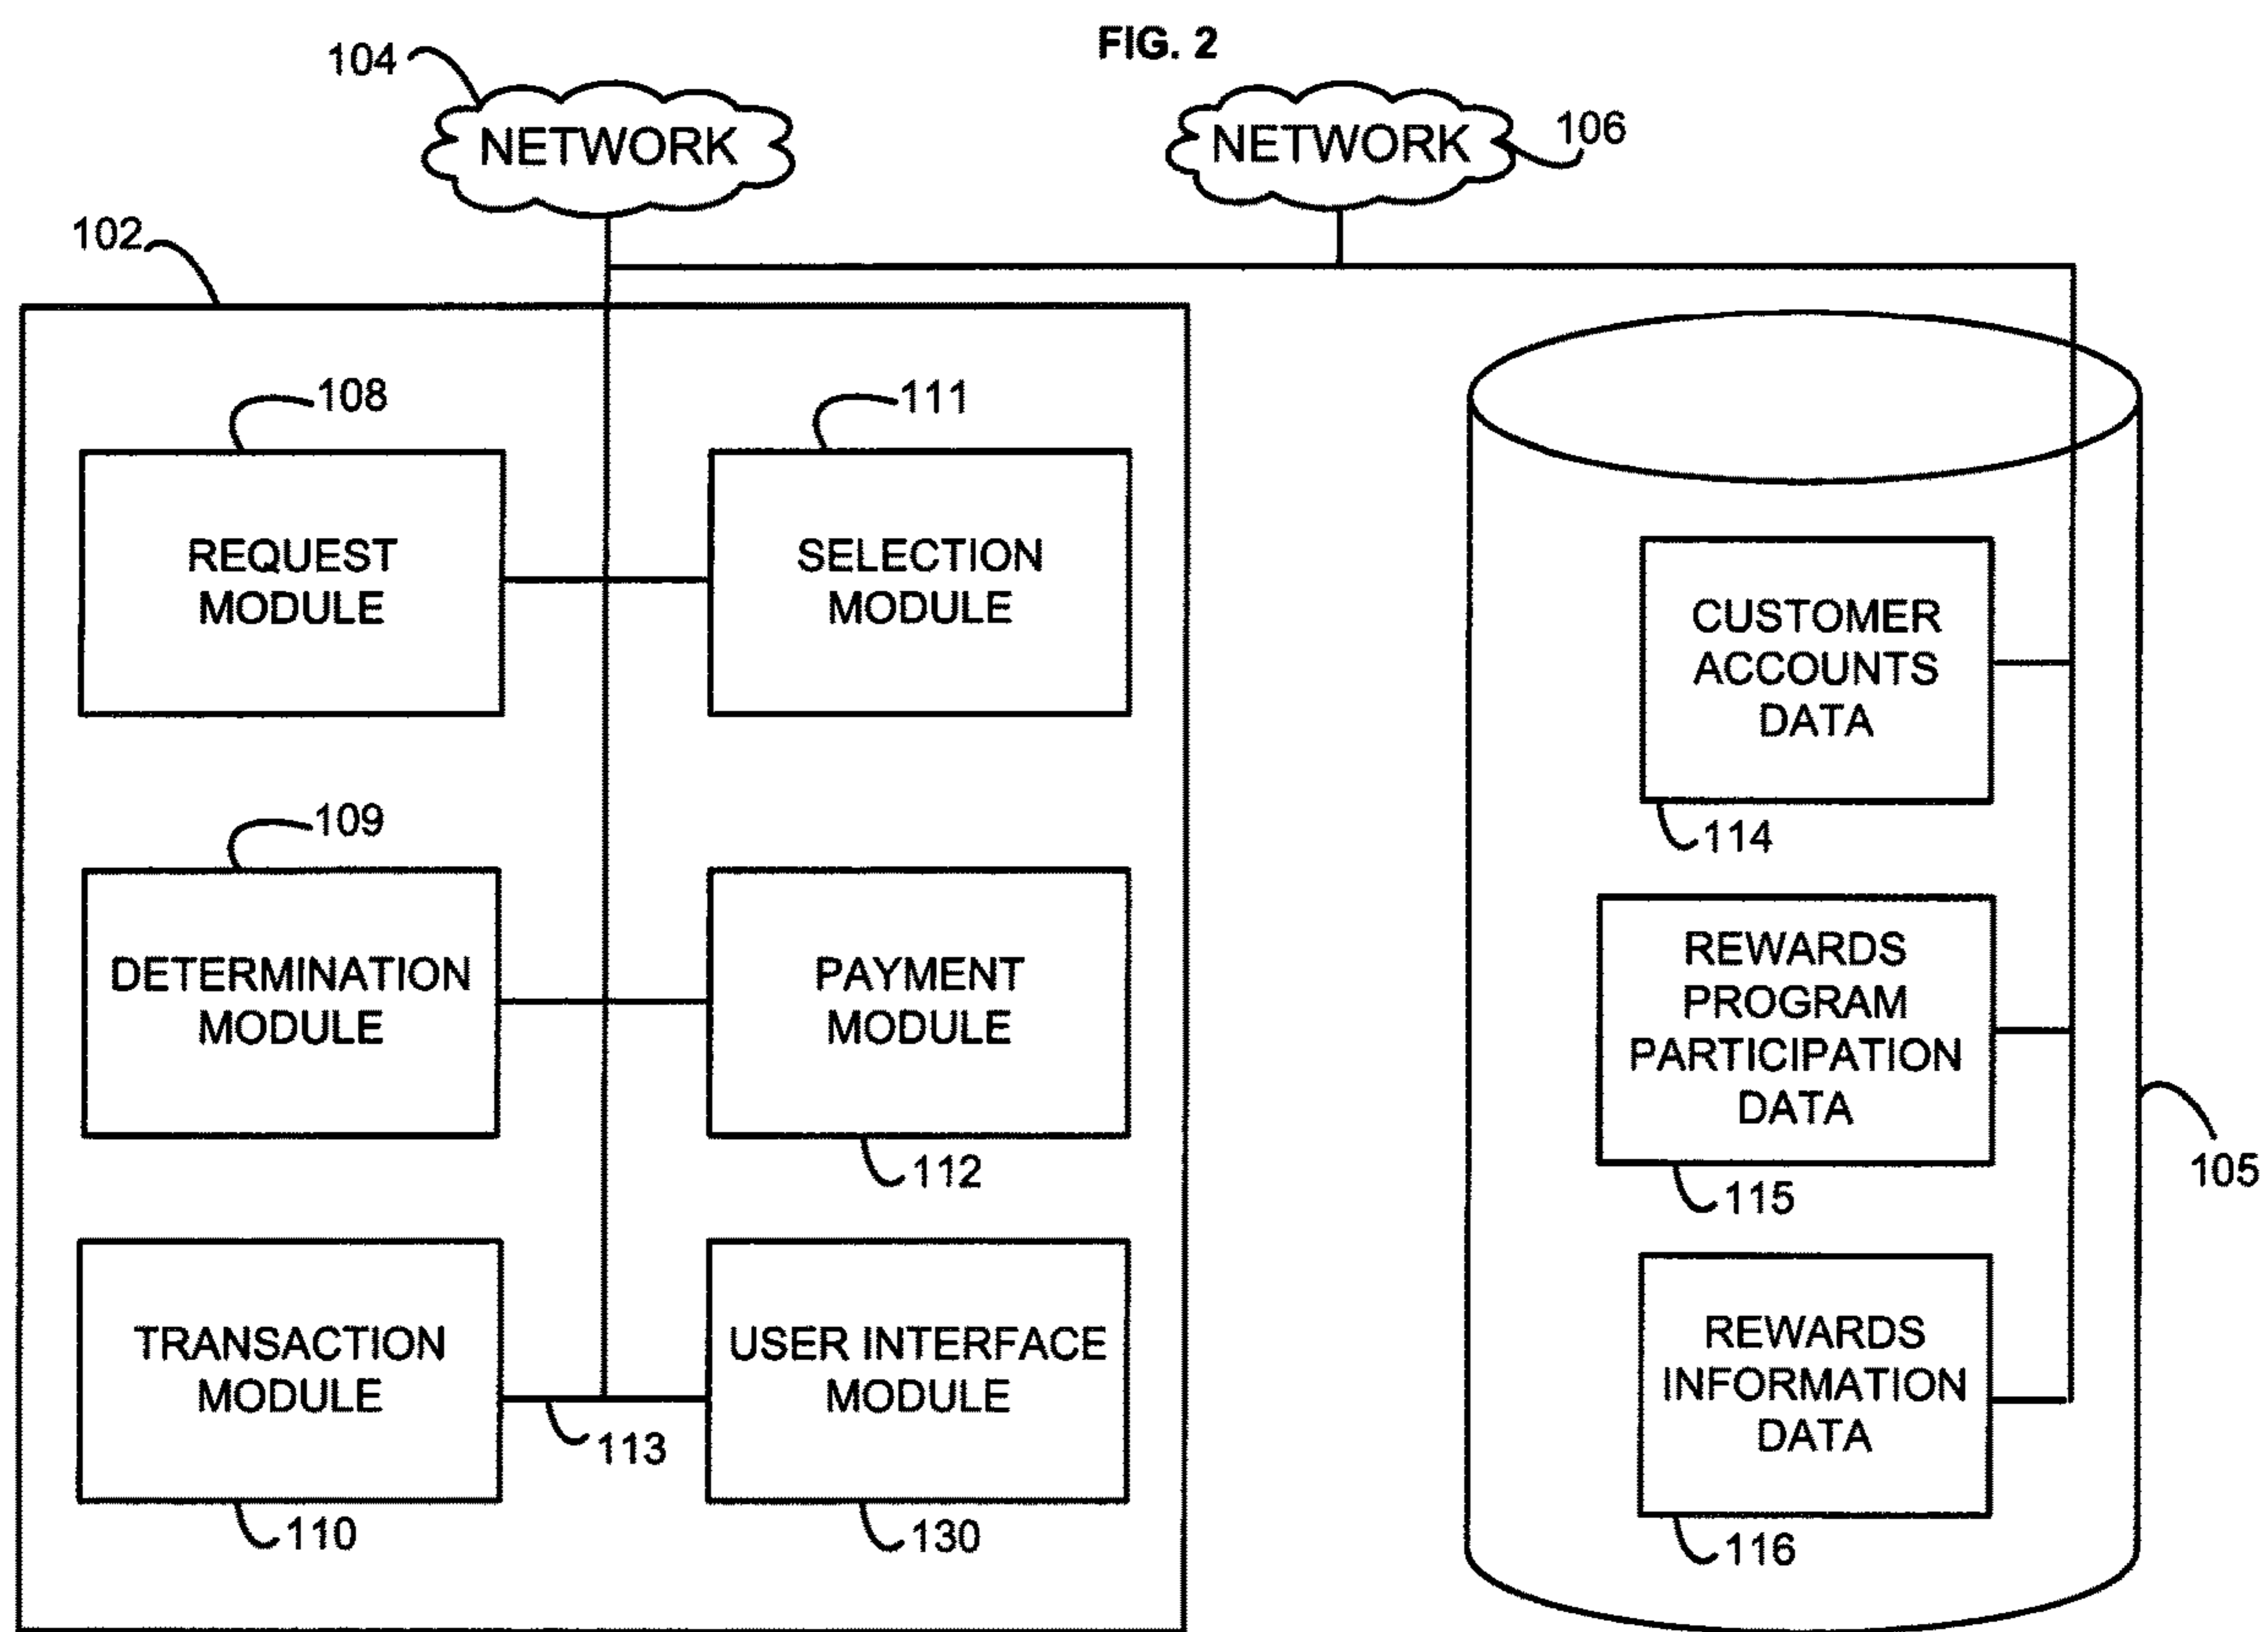 FIG. 2
104
NETWORK
NETWORK
106
102
108
111
REQUEST
MODULE
SELECTION
MODULE
CUSTOMER
ACCOUNTS
DATA
114
109
DETERMINATION
MODULE
PAYMENT
MODULE
112
REWARDS
PROGRAM
PARTICIPATION
DATA
115
105
TRANSACTION
MODULE
USER INTERFACE
MODULE
113
110
130
REWARDS
INFORMATION
DATA
116